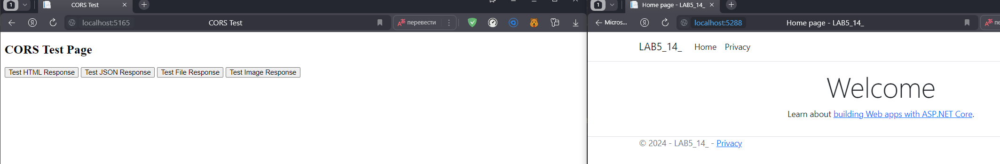 1
CORS Test
localhost:5165
CORS Test
перевести
CORS Test Page
Test HTML Response
Test JSON Response
Test File Response
Test Image Response
1
Home page - LAB5_14_
Micros...
localhost:5288
Home page - LAB5_14_
LAB5_14_
Home
Privacy
Welcome
Learn about building Web apps with ASP.NET Core.
© 2024 - LAB5_14_ - Privacy